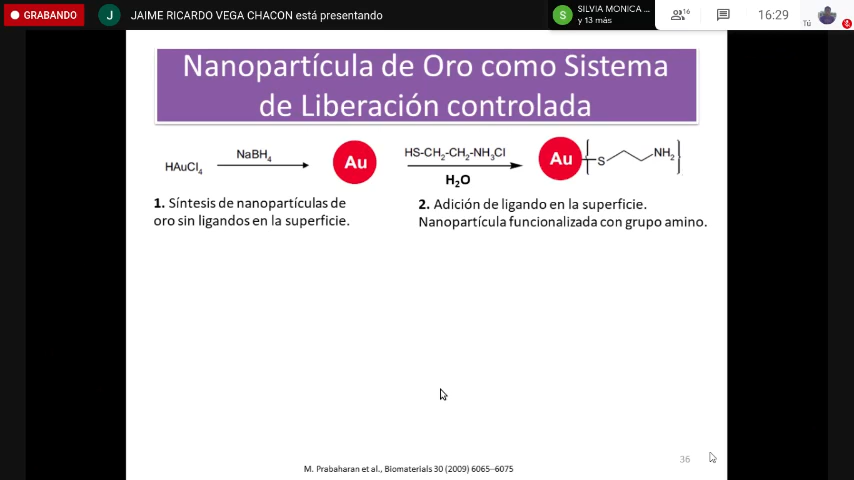 GRABANDO
J JAIME RICARDO VEGA CHACON está presentando
S SILVIA MONICA ...
y 13 más
16
16:29
Tú
Nanopartícula de Oro como Sistema
de Liberación controlada
HAuCl4
NaBH4
Au
HS-CH2-CH2-NH3Cl
H2O
Au
S
NH2
1. Síntesis de nanopartículas de
oro sin ligandos en la superficie.
2. Adición de ligando en la superficie.
Nanopartícula funcionalizada con grupo amino.
36
M. Prabaharan et al., Biomaterials 30 (2009) 6065–6075